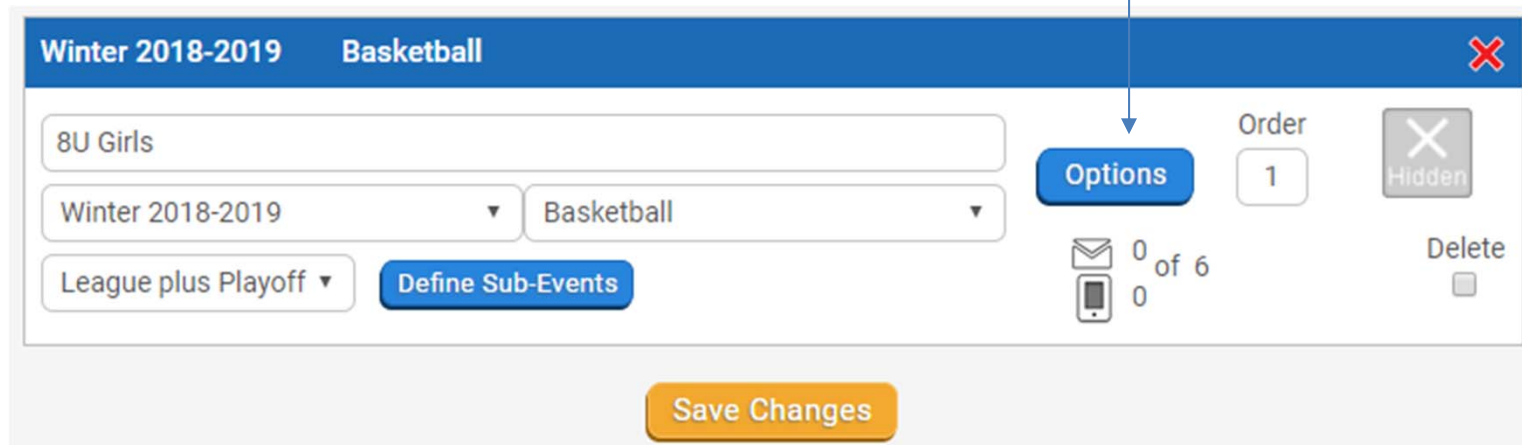 Winter 2018-2019 Basketball
8U Girls
Options
Order
1
Hidden
Winter 2018-2019
Basketball
League plus Playoff
Define Sub-Events
0 of 6
0
Delete
Save Changes